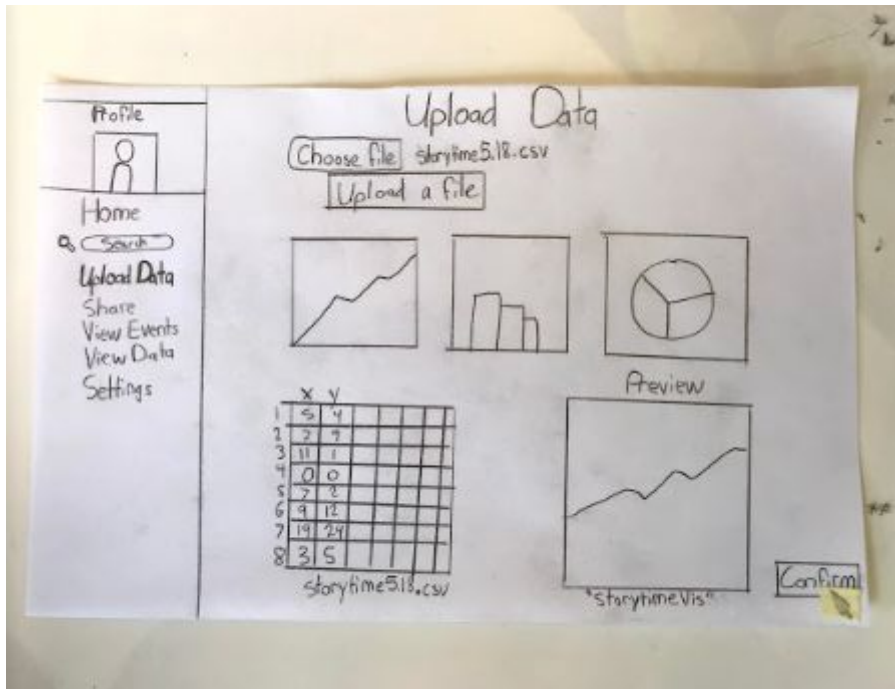 Profile
Home
Search
Upload Data
Share
View Events
View Data
Settings
Upload Data
Choose file storytime5.18.csv
Upload a file
X Y
1 5 4
2 2 9
3 11 1
4 0 0
5 7 2
6 9 12
7 19 24
8 3 5
storytime5.18.csv
Preview
"storytimeVis"
Confirm